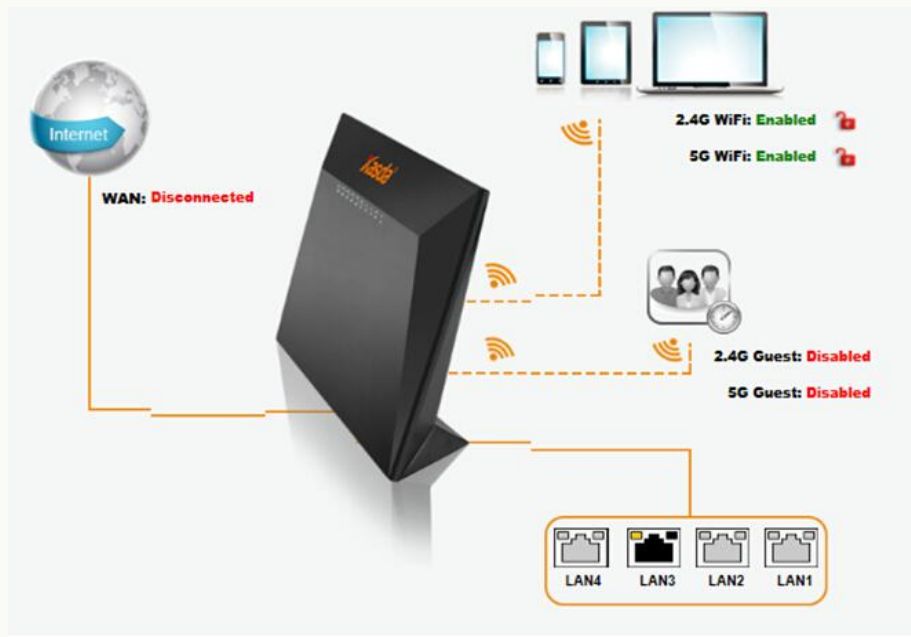 Internet
WAN: Disconnected
Kasda
2.4G WiFi: Enabled
5G WiFi: Enabled
2.4G Guest: Disabled
5G Guest: Disabled
LAN4 LAN3 LAN2 LAN1